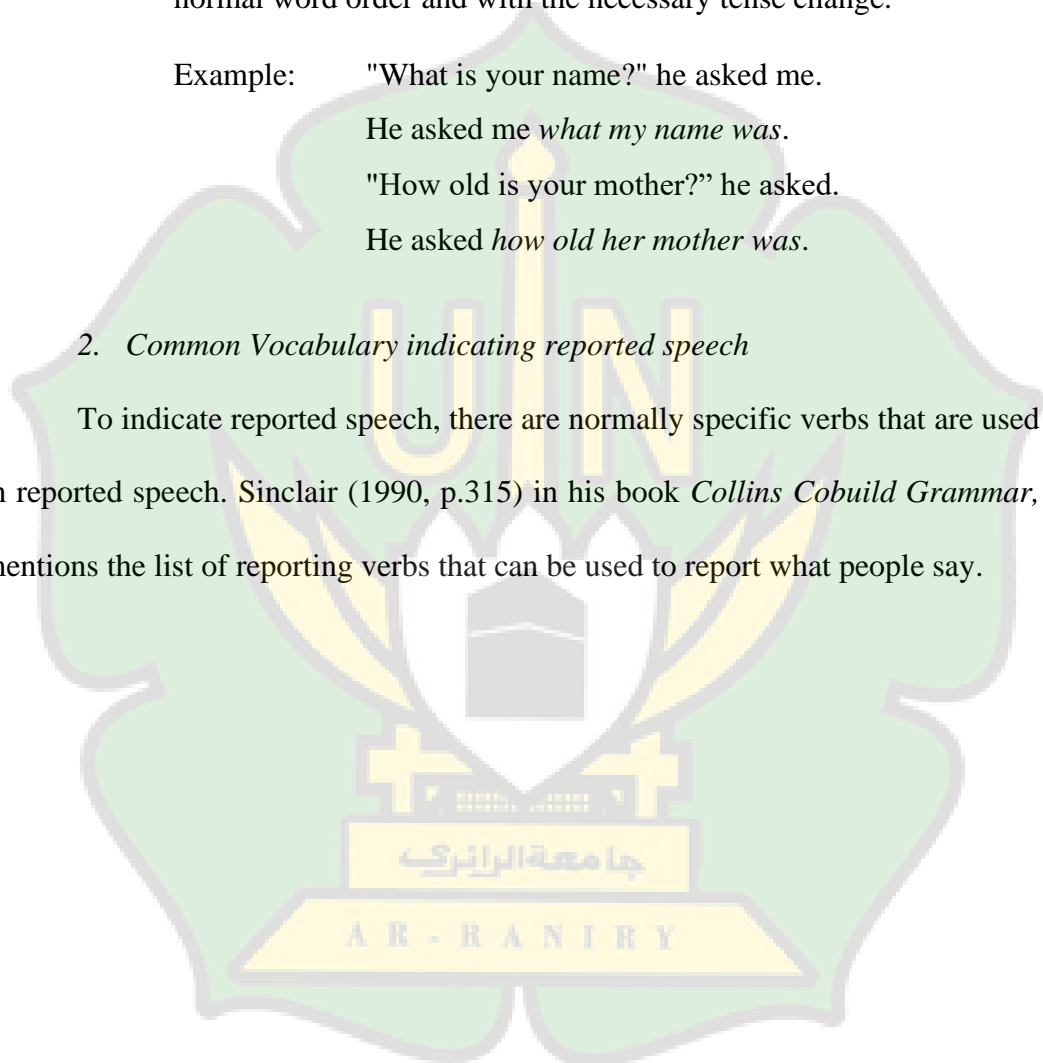 normal word order and with the necessary tense change.
Example: "What is your name?" he asked me.
He asked me what my name was.
"How old is your mother?” he asked.
He asked how old her mother was.
2. Common Vocabulary indicating reported speech
To indicate reported speech, there are normally specific verbs that are used
n reported speech. Sinclair (1990, p.315) in his book Collins Cobuild Grammar,
mentions the list of reporting verbs that can be used to report what people say.
UIN
جامعة الرانري
AR-RANIRY